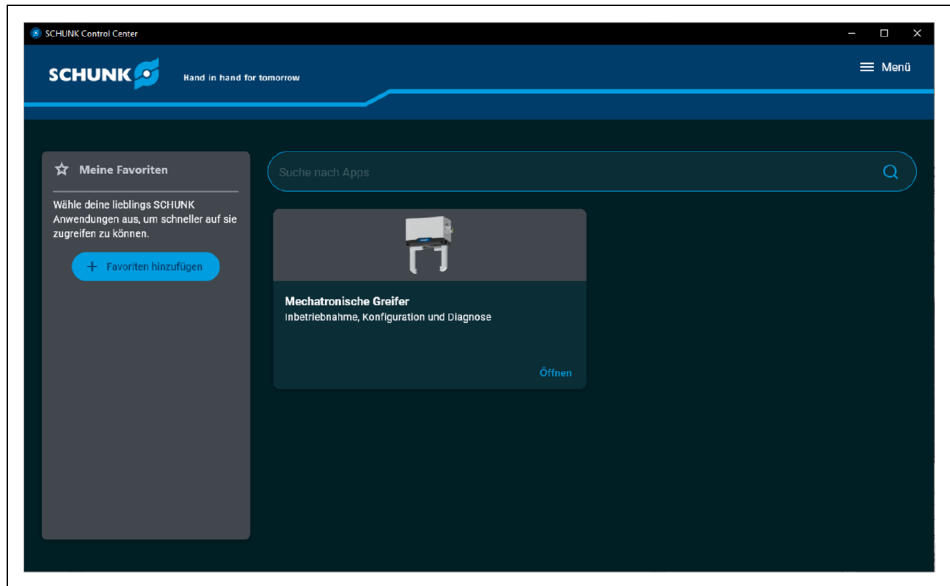 SCHUNK Control Center
SCHUNK
Hand in hand for tomorrow
Menü
Meine Favoriten
Wähle deine lieblings SCHUNK
Anwendungen aus, um schneller auf sie
zugreifen zu können.
+ Favoriten hinzufügen
Suche nach Apps
Mechatronische Greifer
Inbetriebnahme, Konfiguration und Diagnose
Öffnen